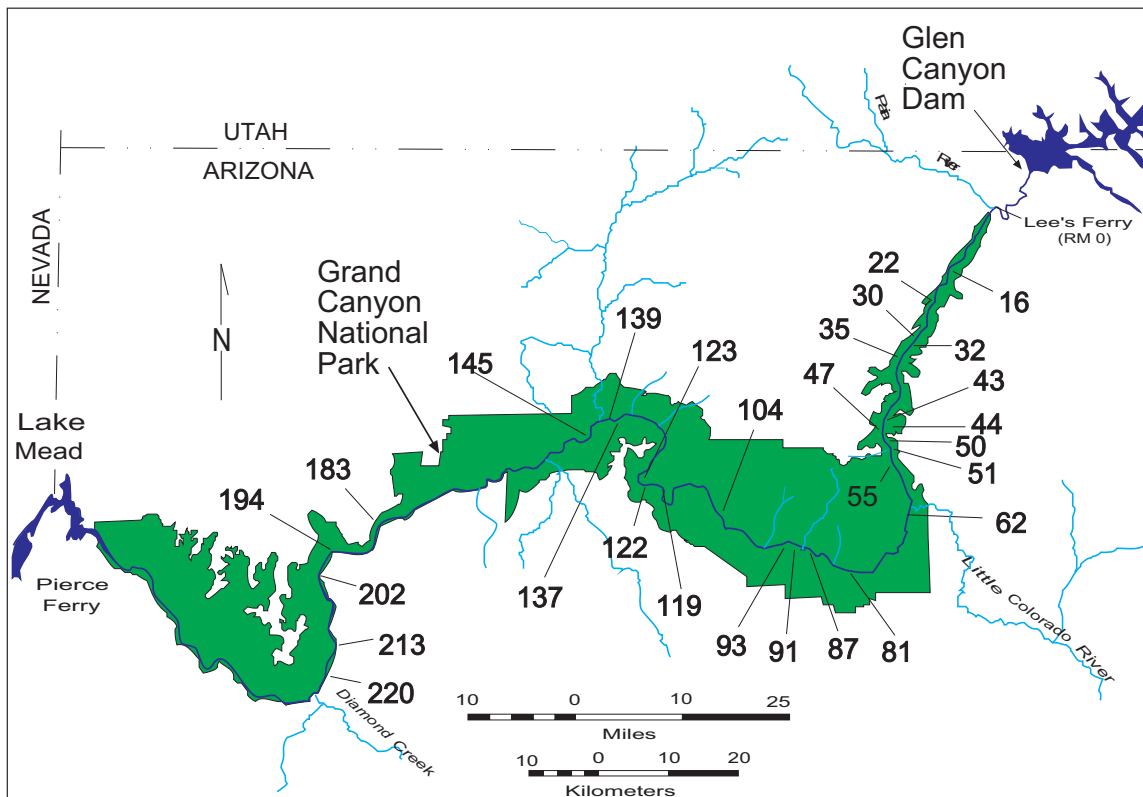 Glen
Canyon
Dam
Paria
River
UTAH
ARIZONA
NEVADA
Lee's Ferry
(RM 0)
N
Grand
Canyon
National
Park
22
16
30
35
32
139
123
47
43
145
104
44
50
51
Lake
Mead
183
55
194
62
122
Pierce
Ferry
202
137
119
Little Colorado River
213
93
91
87
81
220
Diamond Creek
10 0 10 25
Miles
10 0 10 20
Kilometers